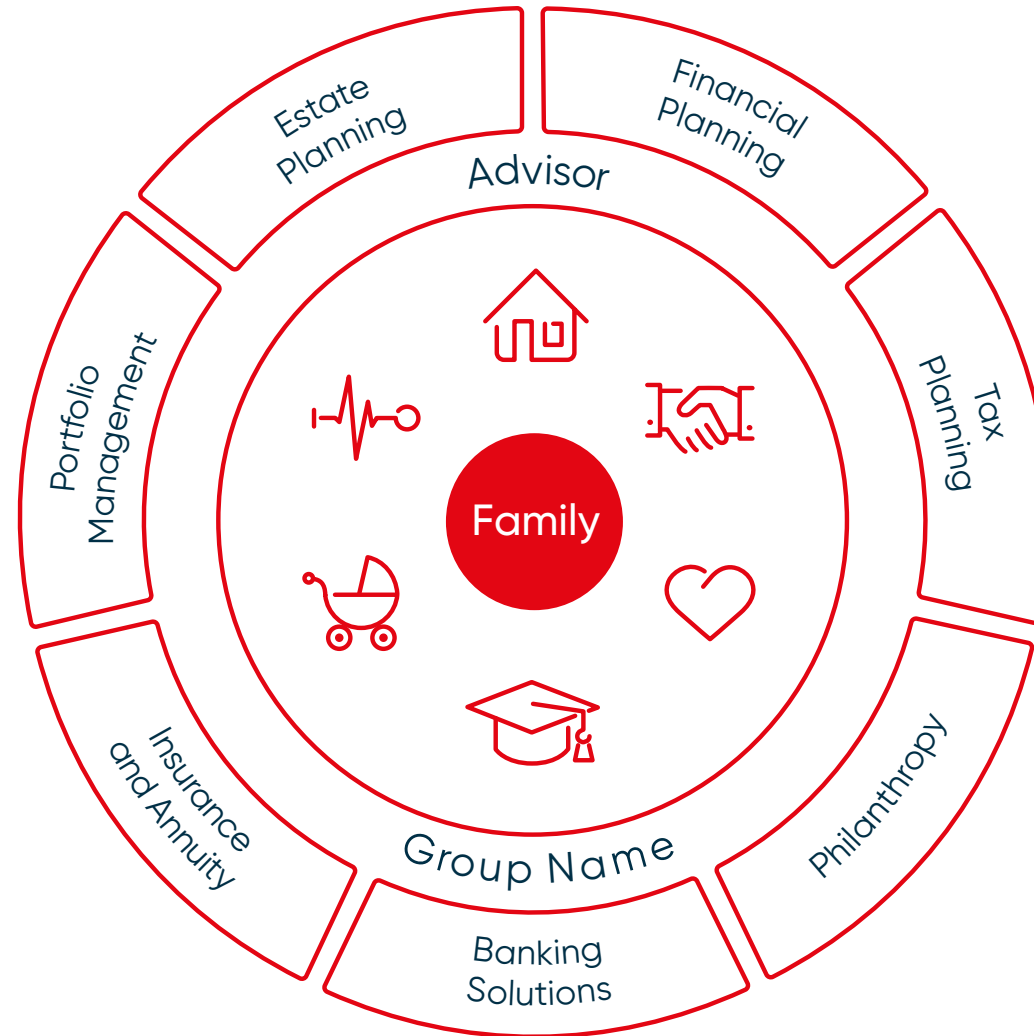 Estate
Planning
Financial
Planning
Advisor
Tax
Planning
Portfolio
Management
Family
Philanthropy
Insurance
and Annuity
Group Name
Banking
Solutions